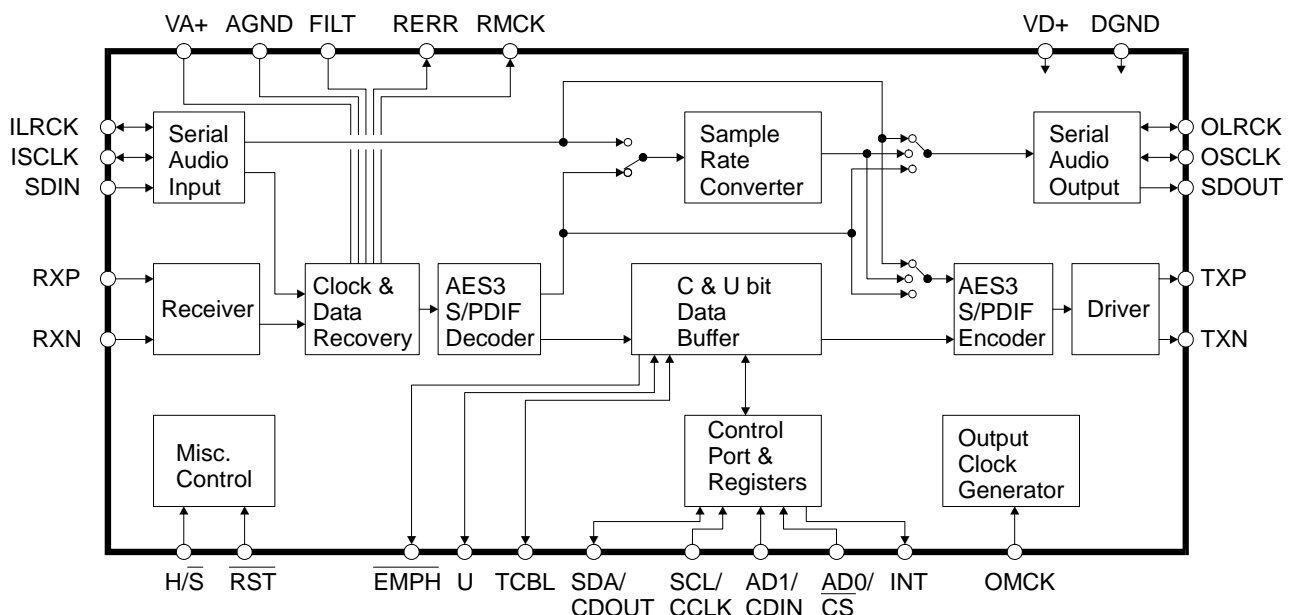 VA+ AGND FILT RERR RMCK VD+ DGND
ILRCK
ISCLK
SDIN
Serial
Audio
Input
Sample
Rate
Converter
Serial
Audio
Output
OLRCK
OSCLK
SDOUT
RXP
RXN
Receiver
Clock &
Data
Recovery
AES3
S/PDIF
Decoder
C & U bit
Data
Buffer
AES3
S/PDIF
Encoder
Driver
TXP
TXN
Misc.
Control
Control
Port &
Registers
Output
Clock
Generator
H/S̅ R̅S̅T̅ E̅M̅P̅H̅ U TCBL SDA/ SCL/ AD1/ AD0/ INT OMCK
CDOUT CCLK CDIN C̅S̅